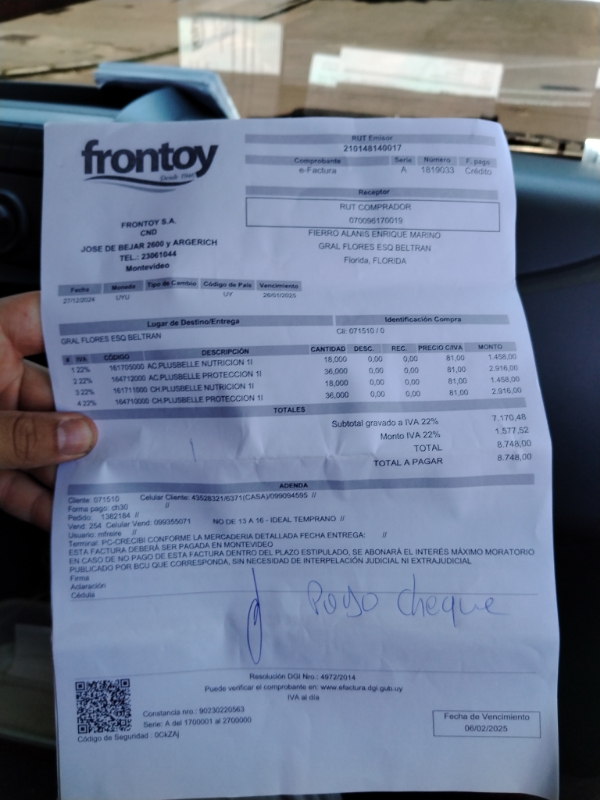 frontoy
Desde 1941
RUT Emisor
210148140017
Comprobante Serie Número F. pago
e-Factura A 1819033 Crédito
Receptor
RUT COMPRADOR
070096170019
FIERRO ALANIS ENRIQUE MARINO
GRAL FLORES ESQ BELTRAN
Florida, FLORIDA
FRONTOY S.A.
CND
JOSE DE BEJAR 2600 y ARGERICH
TEL.: 23061044
Montevideo
Fecha Moneda Tipo de Cambio Código de País Vencimiento
27/12/2024 UYU UY 26/01/2025
Lugar de Destino/Entrega Identificación Compra
GRAL FLORES ESQ BELTRAN Cli: 071510 / 0
# IVA CÓDIGO DESCRIPCIÓN CANTIDAD DESC. REC. PRECIO C/IVA MONTO
1 22% 161705000 AC.PLUSBELLE NUTRICION 1l 18,000 0,00 0,00 81,00 1.458,00
2 22% 164712000 AC.PLUSBELLE PROTECCION 1l 36,000 0,00 0,00 81,00 2.916,00
3 22% 161711000 CH.PLUSBELLE NUTRICION 1l 18,000 0,00 0,00 81,00 1.458,00
4 22% 164710000 CH.PLUSBELLE PROTECCION 1l 36,000 0,00 0,00 81,00 2.916,00
TOTALES
Subtotal gravado a IVA 22% 7.170,48
Monto IVA 22% 1.577,52
TOTAL 8.748,00
TOTAL A PAGAR 8.748,00
ADENDA
Cliente: 071510 Celular Cliente: 43528321/6371(CASA)/099094595 //
Forma pago: ch30 //
Pedido: 1382184 //
Vend: 254 Celular Vend: 099355071 NO DE 13 A 16 - IDEAL TEMPRANO //
Usuario: mfreire //
Terminal: PC-CRECIBI CONFORME LA MERCADERIA DETALLADA FECHA ENTREGA: //
ESTA FACTURA DEBERÁ SER PAGADA EN MONTEVIDEO
EN CASO DE NO PAGO DE ESTA FACTURA DENTRO DEL PLAZO ESTIPULADO, SE ABONARÁ EL INTERÉS MÁXIMO MORATORIO
PUBLICADO POR BCU QUE CORRESPONDA, SIN NECESIDAD DE INTERPELACIÓN JUDICIAL NI EXTRAJUDICIAL
Firma
Aclaración
Cédula
Pago cheque
Resolución DGI Nro.: 4972/2014
Puede verificar el comprobante en: www.efactura.dgi.gub.uy
IVA al día
Constancia nro.: 90230220563
Serie: A del 1700001 al 2700000
Código de Seguridad : 0CkZAj
Fecha de Vencimiento
06/02/2025